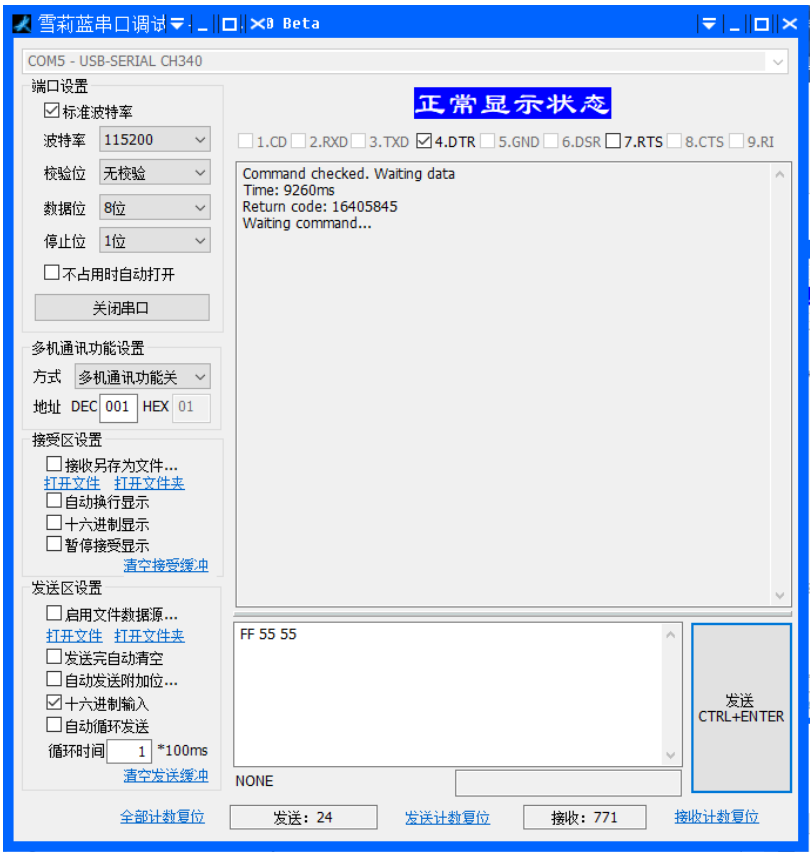 雪莉蓝串口调试 0 Beta
COM5 - USB-SERIAL CH340
端口设置
标准波特率
波特率 115200
校验位 无校验
数据位 8位
停止位 1位
不占用时自动打开
关闭串口
多机通讯功能设置
方式 多机通讯功能关
地址 DEC 001 HEX 01
接受区设置
接收另存为文件...
打开文件 打开文件夹
自动换行显示
十六进制显示
暂停接受显示
清空接受缓冲
发送区设置
启用文件数据源...
打开文件 打开文件夹
发送完自动清空
自动发送附加位...
十六进制输入
自动循环发送
循环时间 1 *100ms
清空发送缓冲
正常显示状态
1.CD 2.RXD 3.TXD 4.DTR 5.GND 6.DSR 7.RTS 8.CTS 9.RI
Command checked. Waiting data
Time: 9260ms
Return code: 16405845
Waiting command...
FF 55 55
发送
CTRL+ENTER
NONE
全部计数复位 发送: 24 发送计数复位 接收: 771 接收计数复位